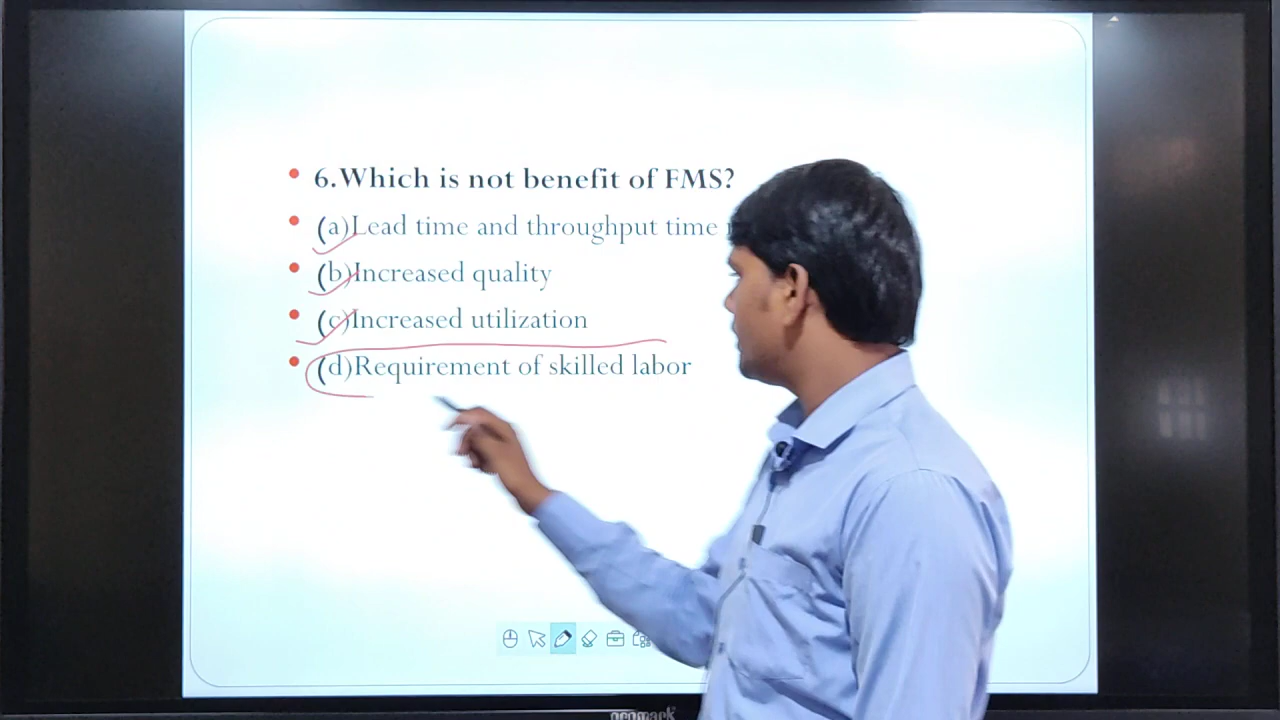 6.Which is not benefit of FMS?
(a)Lead time and throughput time
(b)Increased quality
(c)Increased utilization
(d)Requirement of skilled labor